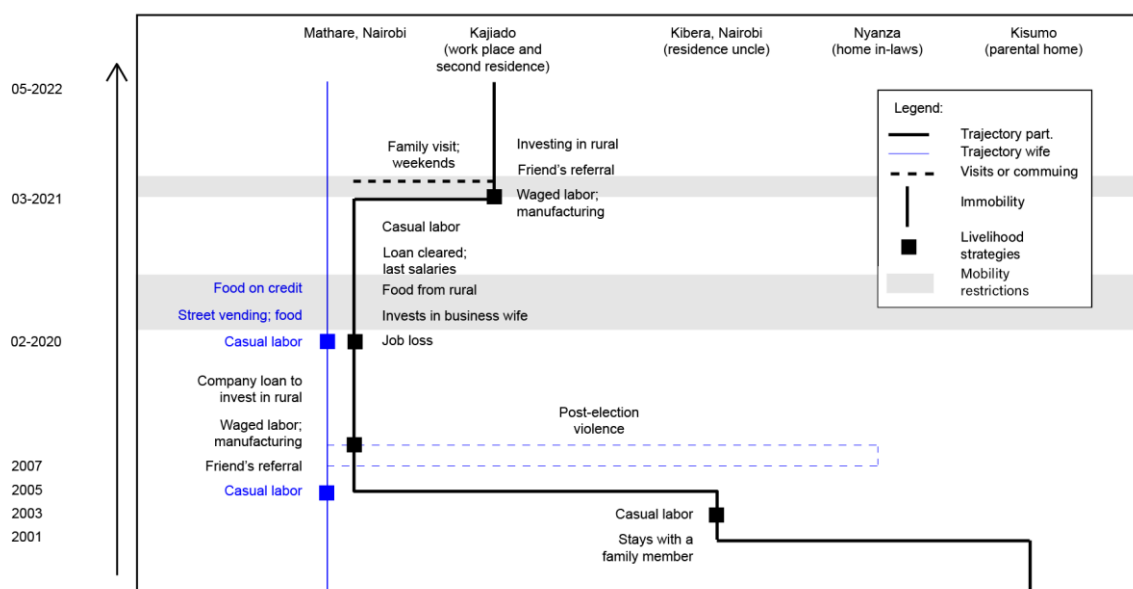 Mathare, Nairobi
Kajiado
(work place and
second residence)
Kibera, Nairobi
(residence uncle)
Nyanza
(home in-laws)
Kisumo
(parental home)
05-2022
Legend:
Trajectory part.
Trajectory wife
Visits or commuing
Immobility
Livelihood
strategies
Mobility
restrictions
Family visit;
weekends
Investing in rural
Friend's referral
Waged labor;
manufacturing
03-2021
Casual labor
Loan cleared;
last salaries
Food on credit
Food from rural
Street vending; food
Invests in business wife
02-2020
Casual labor
Job loss
Company loan to
invest in rural
Waged labor;
manufacturing
Post-election
violence
2007
Friend's referral
2005
Casual labor
2003
Casual labor
2001
Stays with a
family member